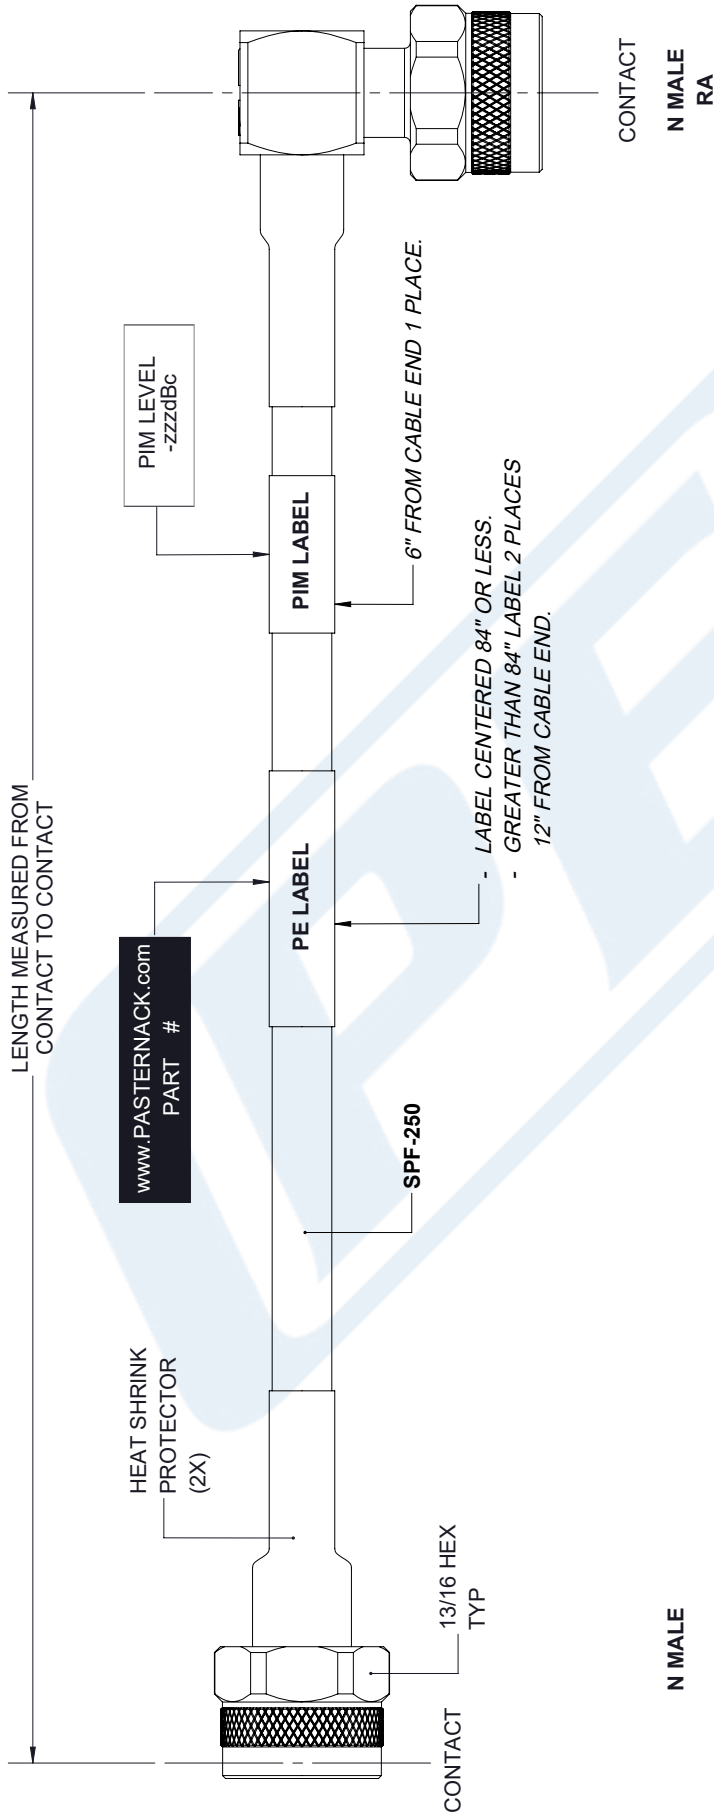 LENGTH MEASURED FROM
CONTACT TO CONTACT
www.PASTERNACK.com
PART #
PIM LEVEL
-zzzdBc
HEAT SHRINK
PROTECTOR
(2X)
PE LABEL
PIM LABEL
6" FROM CABLE END 1 PLACE.
- LABEL CENTERED 84" OR LESS.
- GREATER THAN 84" LABEL 2 PLACES
12" FROM CABLE END.
SPF-250
13/16 HEX
TYP
CONTACT
N MALE
CONTACT
N MALE
RA
PE